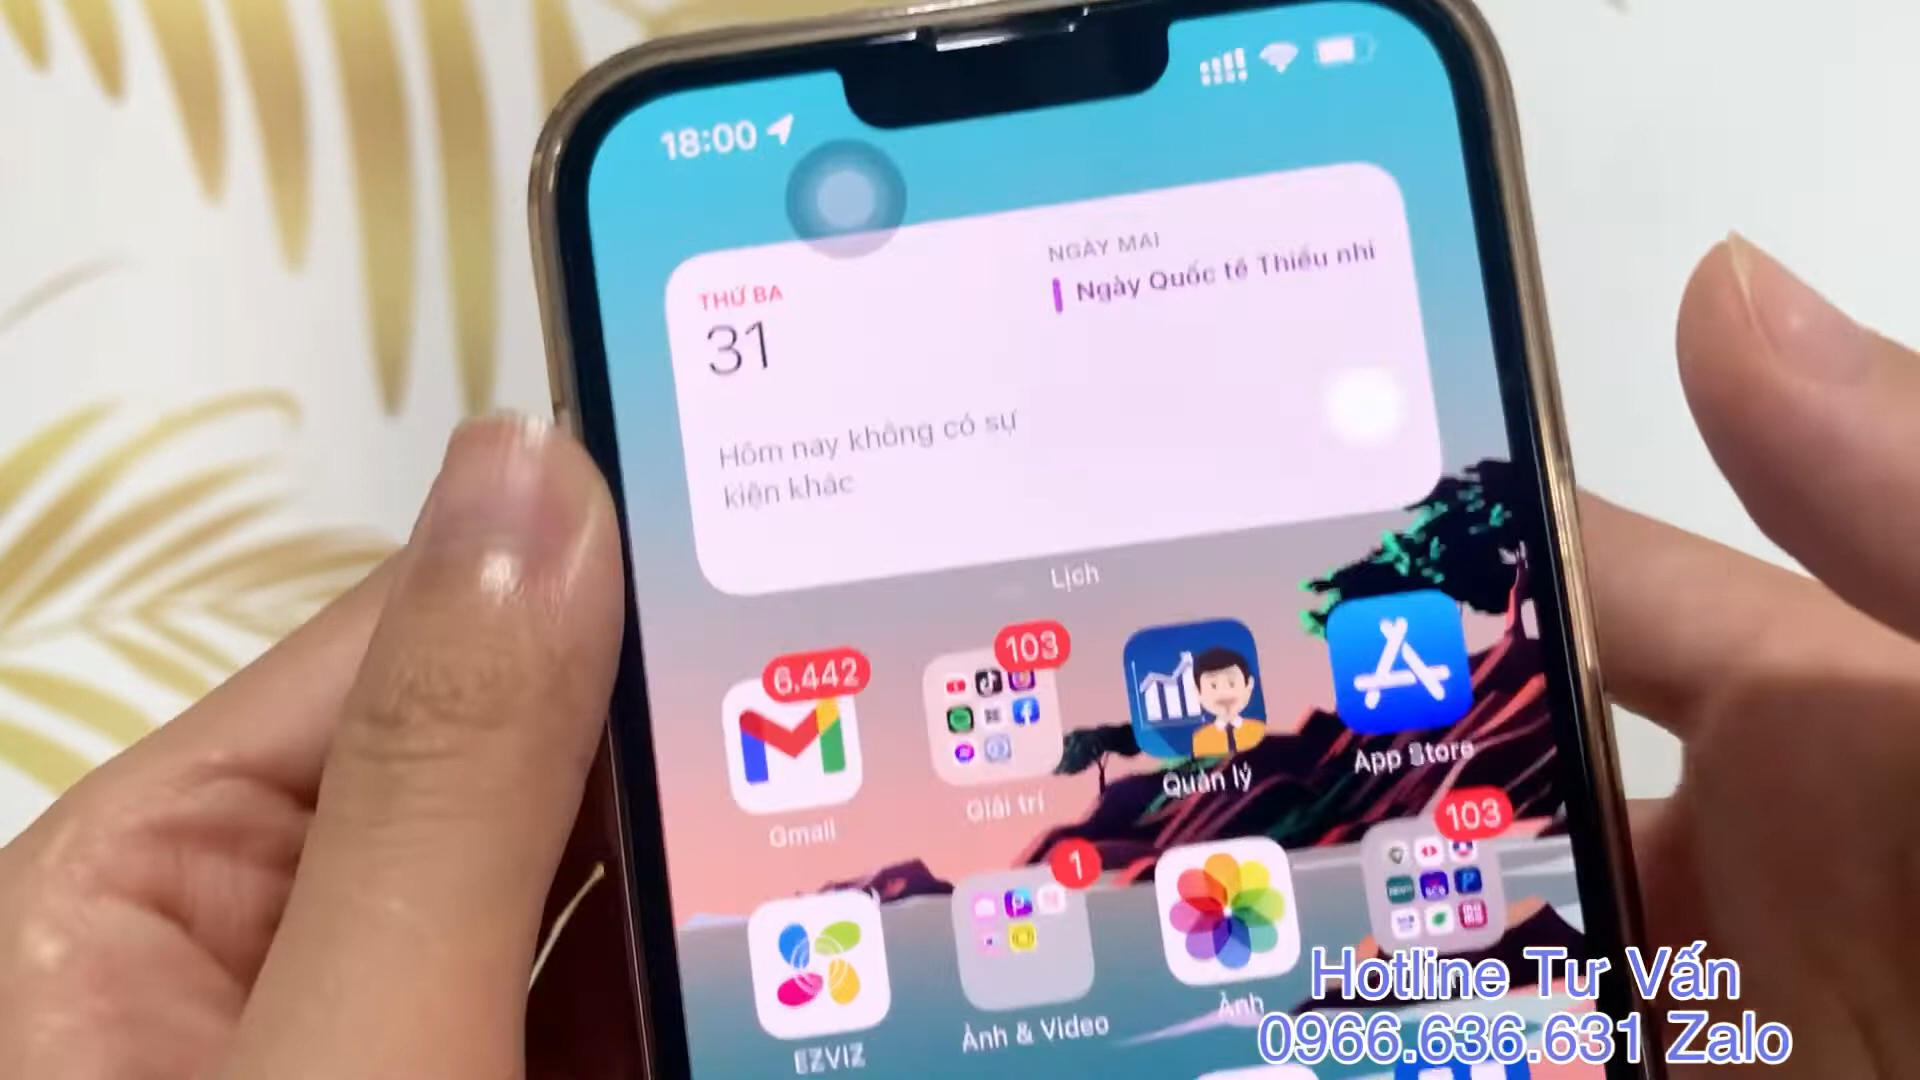 18:00
THỨ BA
31
Hôm nay không có sự
kiện khác
NGÀY MAI
Ngày Quốc tế Thiếu nhi
Lịch
6.442
103
Gmail
Giải trí
Quản lý
App Store
1
103
EZVIZ
Ảnh & Video
Ảnh
Hotline Tư Vấn
0966.636.631 Zalo